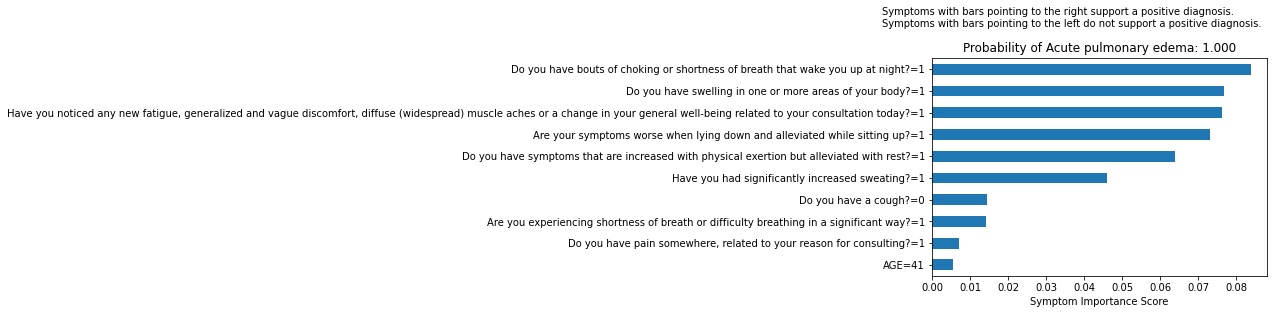 Symptoms with bars pointing to the right support a positive diagnosis.
Symptoms with bars pointing to the left do not support a positive diagnosis.
Probability of Acute pulmonary edema: 1.000
Do you have bouts of choking or shortness of breath that wake you up at night?=1
Do you have swelling in one or more areas of your body?=1
Have you noticed any new fatigue, generalized and vague discomfort, diffuse (widespread) muscle aches or a change in your general well-being related to your consultation today?=1
Are your symptoms worse when lying down and alleviated while sitting up?=1
Do you have symptoms that are increased with physical exertion but alleviated with rest?=1
Have you had significantly increased sweating?=1
Do you have a cough?=0
Are you experiencing shortness of breath or difficulty breathing in a significant way?=1
Do you have pain somewhere, related to your reason for consulting?=1
AGE=41
0.00 0.01 0.02 0.03 0.04 0.05 0.06 0.07 0.08
Symptom Importance Score